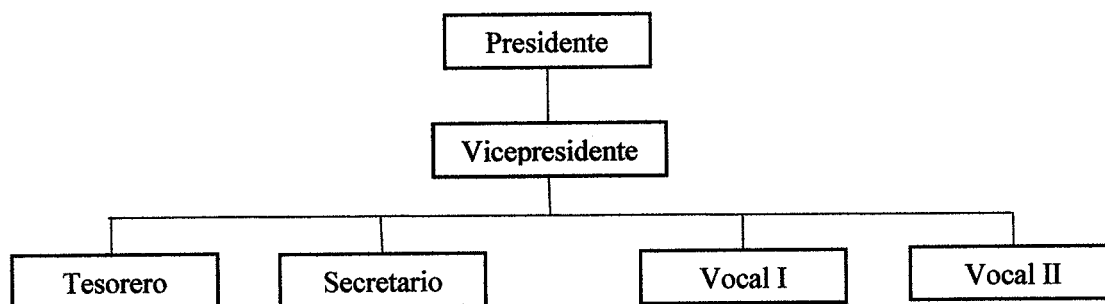 Presidente
Vicepresidente
Tesorero
Secretario
Vocal I
Vocal II